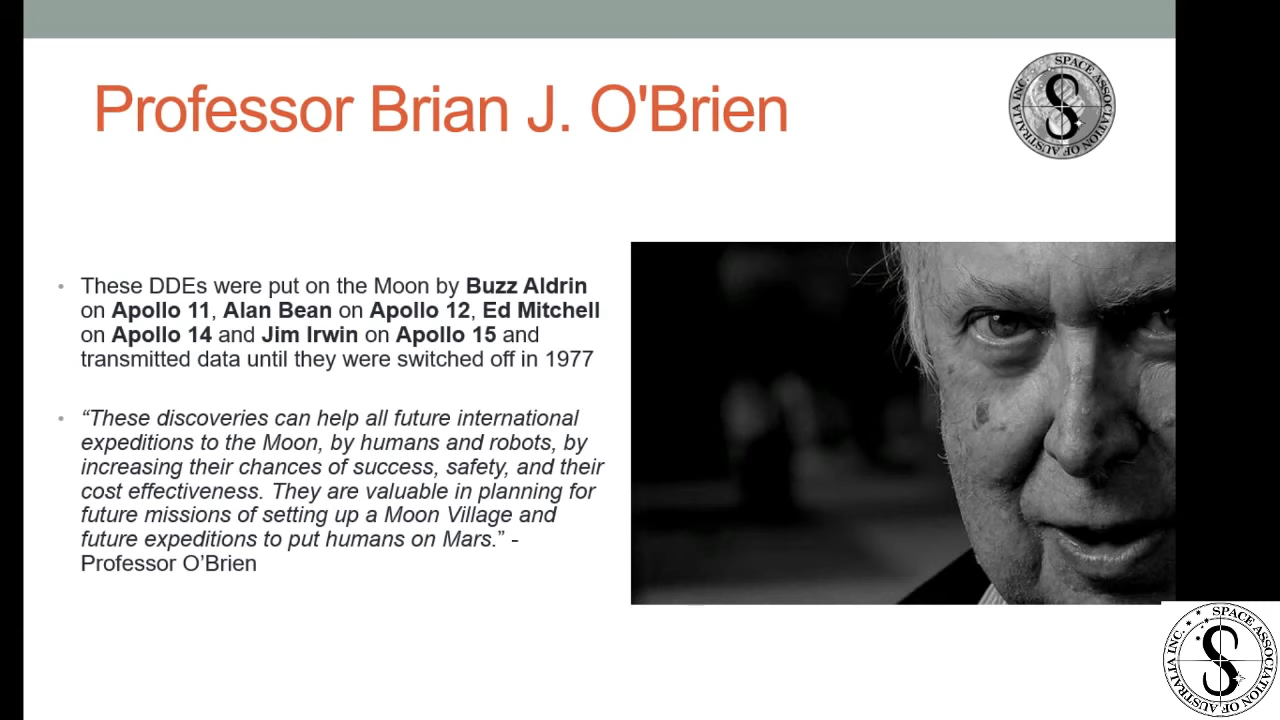 Professor Brian J. O'Brien
SPACE ASSOCIATION OF AUSTRALIA INC.
S
• These DDEs were put on the Moon by Buzz Aldrin
on Apollo 11, Alan Bean on Apollo 12, Ed Mitchell
on Apollo 14 and Jim Irwin on Apollo 15 and
transmitted data until they were switched off in 1977
• “These discoveries can help all future international
expeditions to the Moon, by humans and robots, by
increasing their chances of success, safety, and their
cost effectiveness. They are valuable in planning for
future missions of setting up a Moon Village and
future expeditions to put humans on Mars.” -
Professor O’Brien
SPACE ASSOCIATION OF AUSTRALIA INC.
S